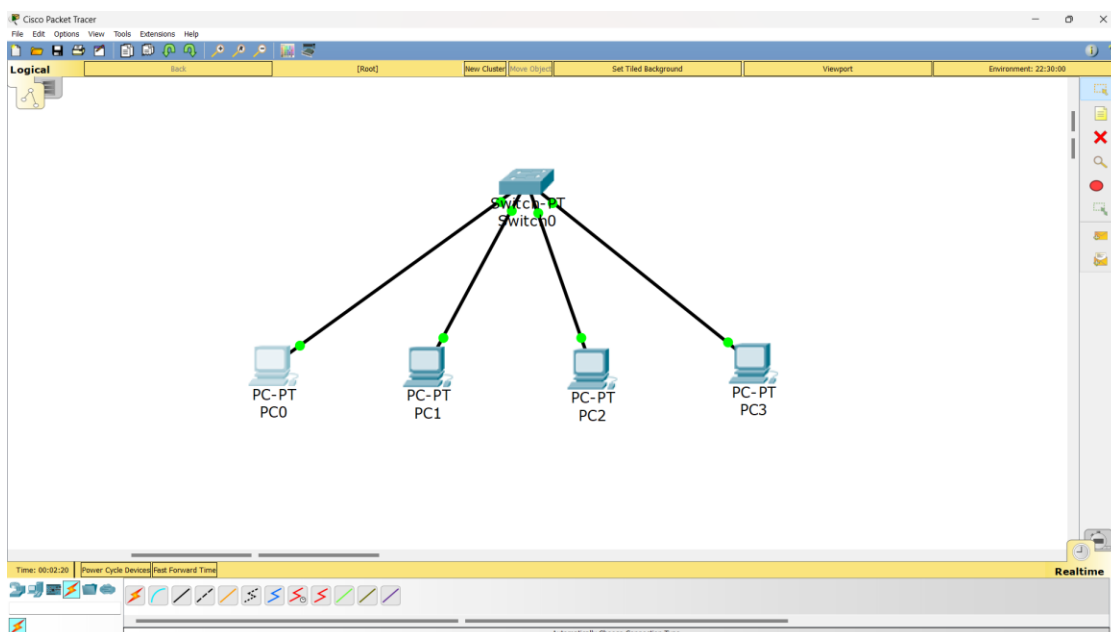 Cisco Packet Tracer
File Edit Options View Tools Extensions Help
Logical Back [Root] New Cluster Move Object Set Tiled Background Viewport Environment: 22:30:00
Switch-PT
Switch0
PC-PT
PC0
PC-PT
PC1
PC-PT
PC2
PC-PT
PC3
Time: 00:02:20 Power Cycle Devices Fast Forward Time Realtime